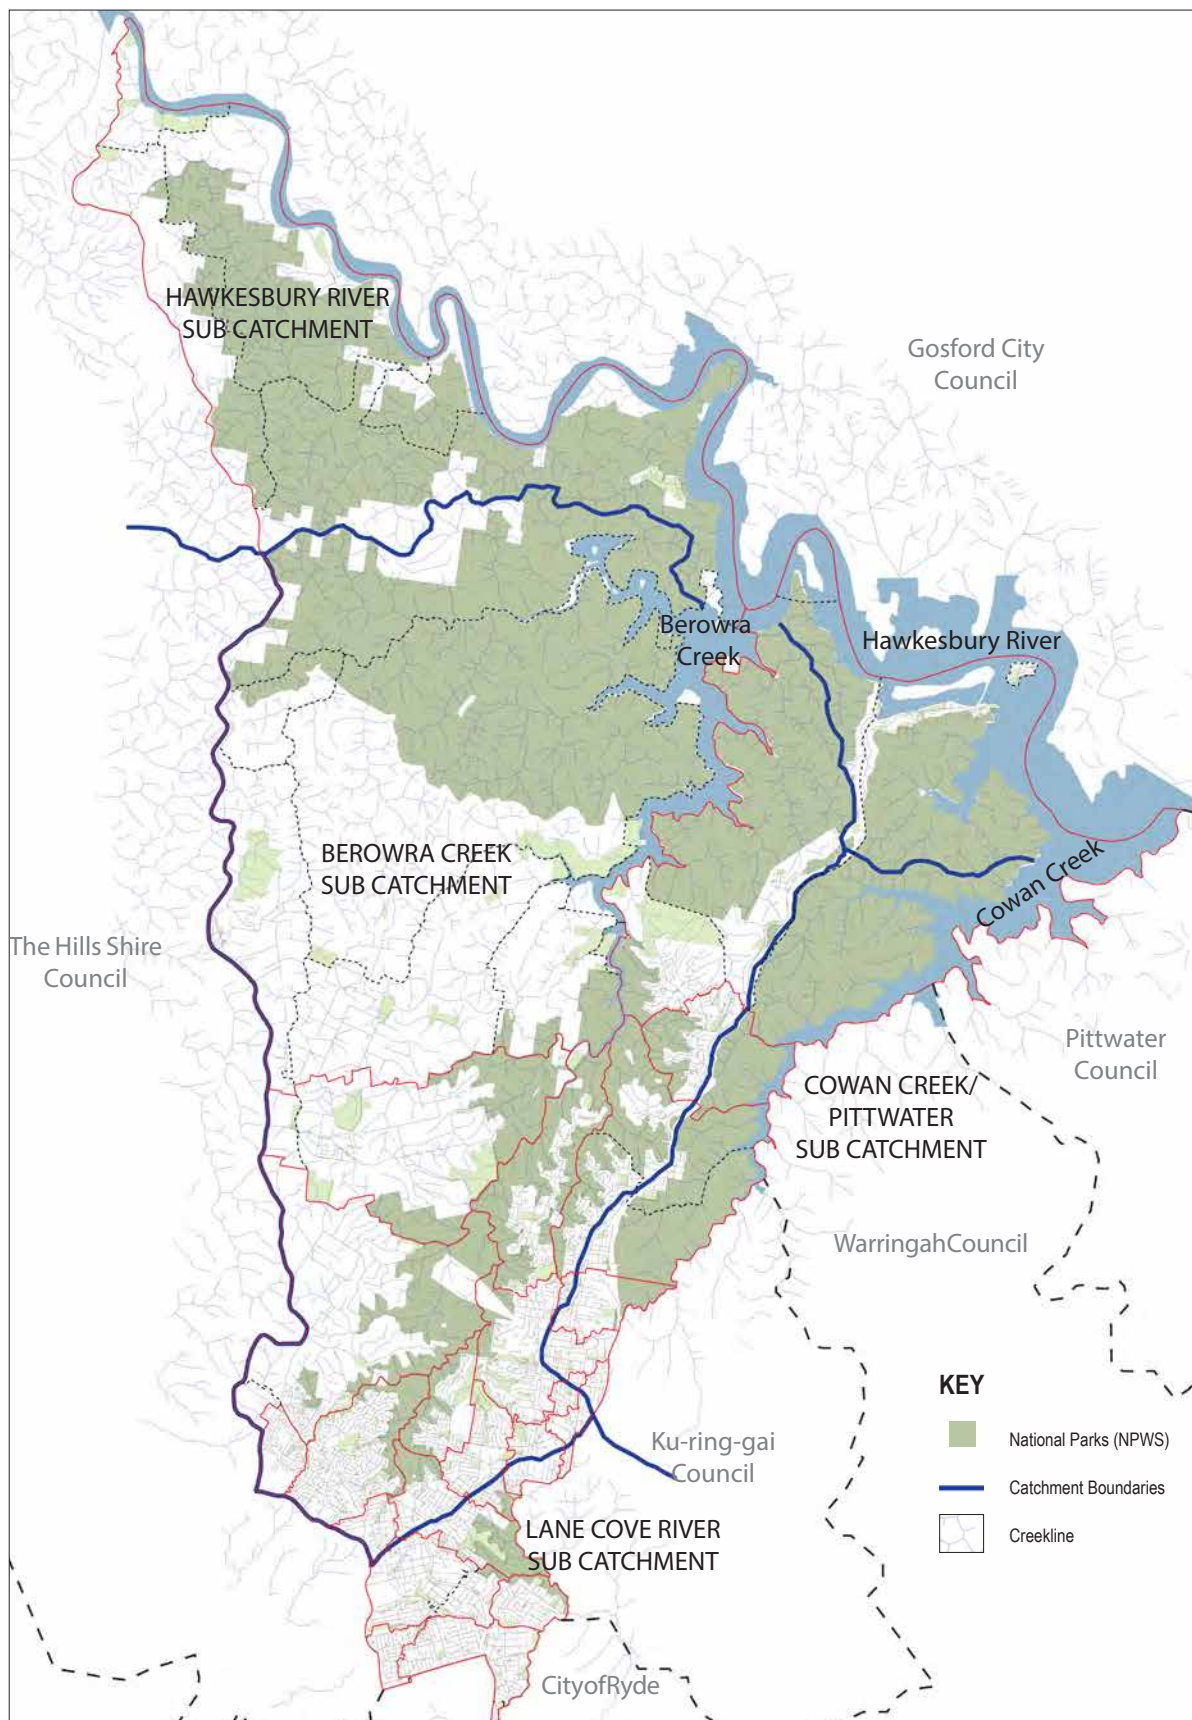 HAWKESBURY RIVER
SUB CATCHMENT
Gosford City
Council
Berowra
Creek
Hawkesbury River
BEROWRA CREEK
SUB CATCHMENT
Cowan Creek
The Hills Shire
Council
Pittwater
Council
COWAN CREEK/
PITTWATER
SUB CATCHMENT
WarringahCouncil
KEY
National Parks (NPWS)
Catchment Boundaries
Creekline
Ku-ring-gai
Council
LANE COVE RIVER
SUB CATCHMENT
CityofRyde